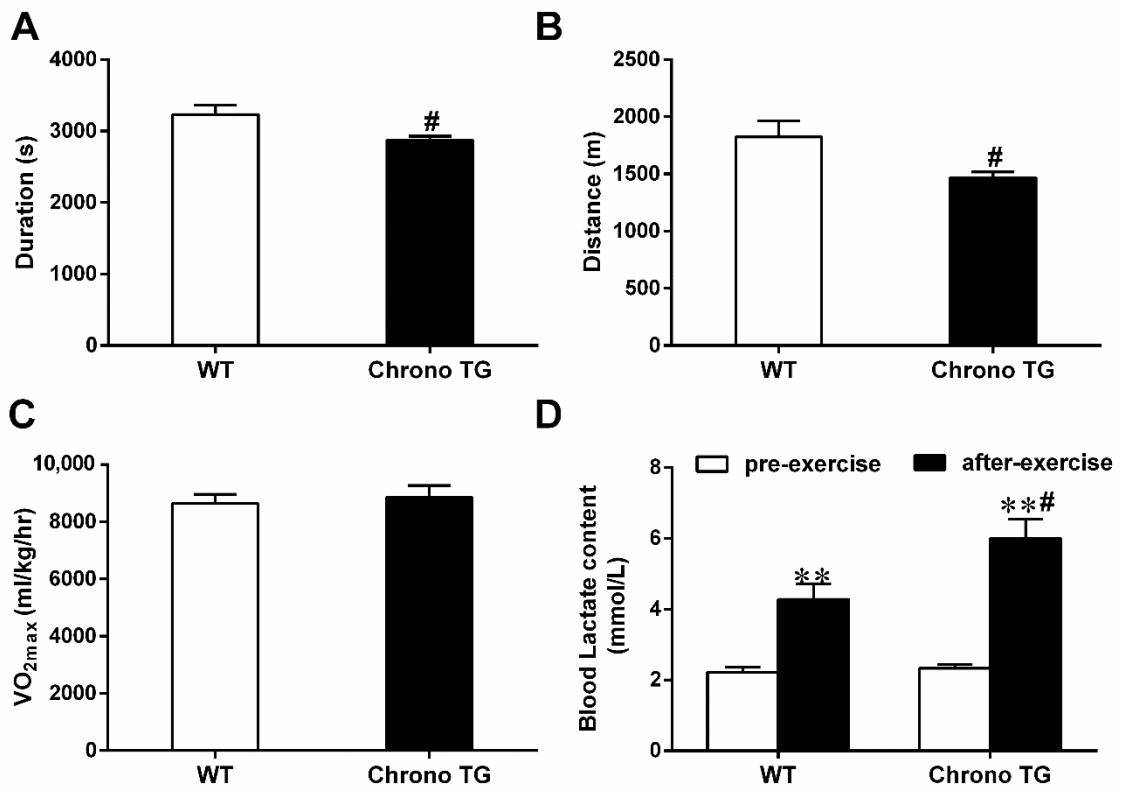 A
Duration (s)
4000
3000
2000
1000
0
#
WT
Chrono TG
B
Distance (m)
2500
2000
1500
1000
500
0
#
WT
Chrono TG
C
VO2max (ml/kg/hr)
10,000
8000
6000
4000
2000
0
WT
Chrono TG
D
pre-exercise
after-exercise
Blood Lactate content
(mmol/L)
8
6
4
2
0
**
**#
WT
Chrono TG